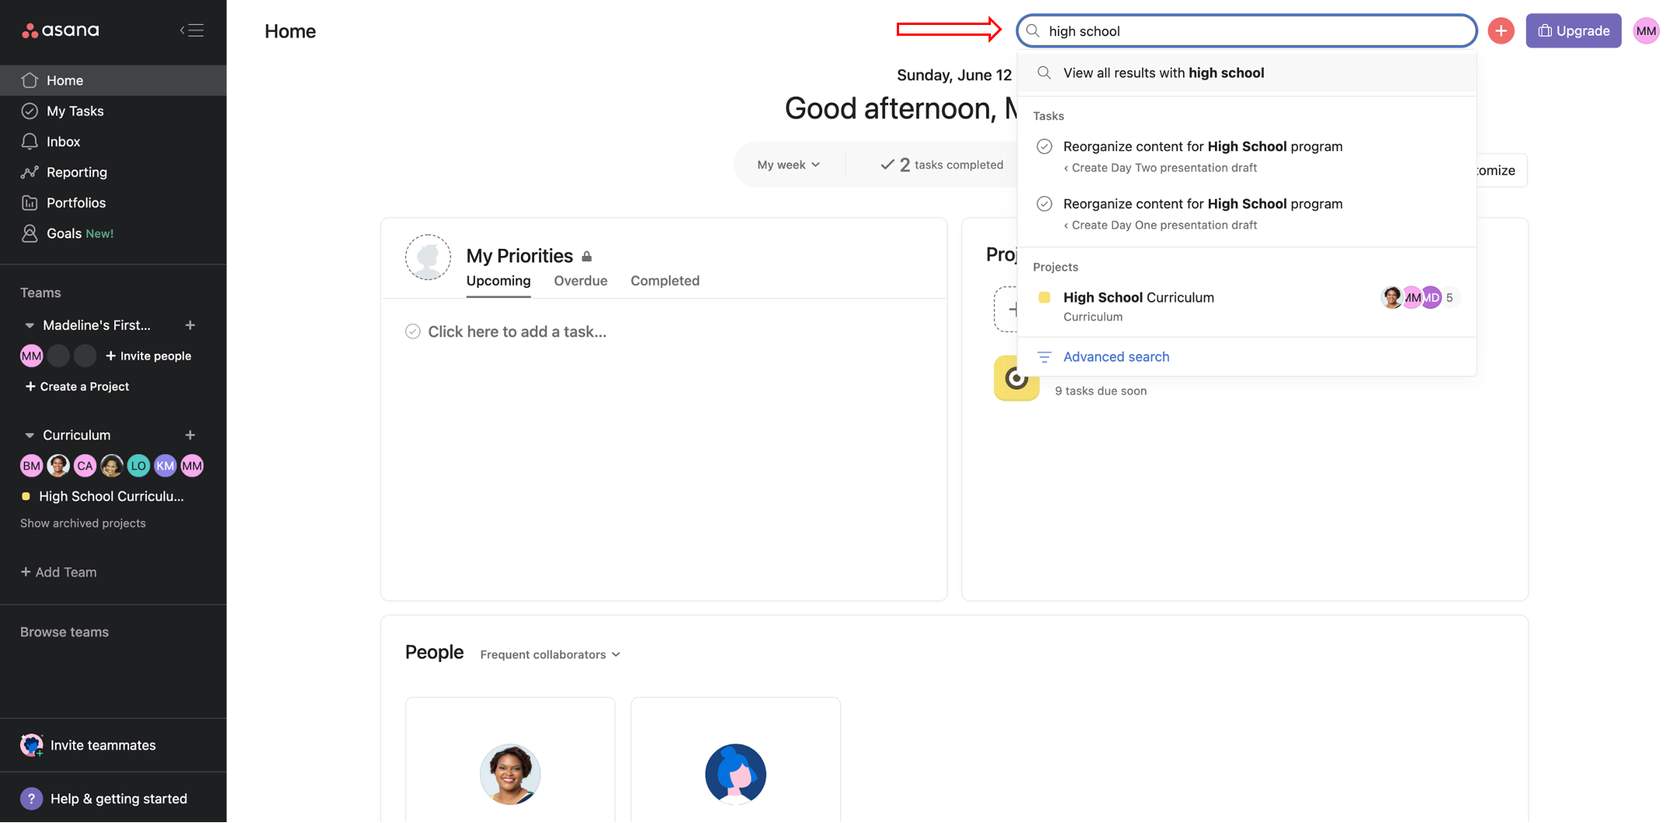 asana
Home
My Tasks
Inbox
Reporting
Portfolios
Goals New!
Teams
Madeline's First...
MM
Invite people
Create a Project
Curriculum
BM CA LO KM MM
High School Curriculu...
Show archived projects
+ Add Team
Browse teams
Invite teammates
? Help & getting started
Home
high school
+ Upgrade MM
Sunday, June 12
Good afternoon,
My week 2 tasks completed
View all results with high school
Tasks
Reorganize content for High School program
‹ Create Day Two presentation draft
Reorganize content for High School program
‹ Create Day One presentation draft
Projects
High School Curriculum MM MD 5
Curriculum
Advanced search
9 tasks due soon
My Priorities
Upcoming Overdue Completed
Click here to add a task...
People Frequent collaborators